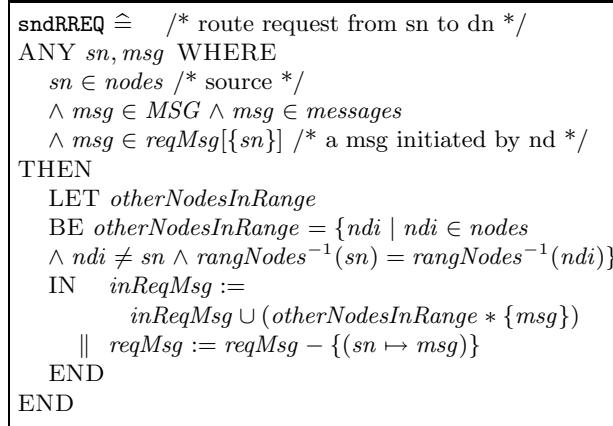 sndRREQ ≙ /* route request from sn to dn */
ANY sn, msg WHERE
sn ∈ nodes /* source */
∧ msg ∈ MSG ∧ msg ∈ messages
∧ msg ∈ reqMsg[{sn}] /* a msg initiated by nd */
THEN
LET otherNodesInRange
BE otherNodesInRange = {ndi | ndi ∈ nodes
∧ ndi ≠ sn ∧ rangNodes⁻¹(sn) = rangNodes⁻¹(ndi)}
IN inReqMsg :=
inReqMsg ∪ (otherNodesInRange * {msg})
∥ reqMsg := reqMsg − {(sn ↦ msg)}
END
END